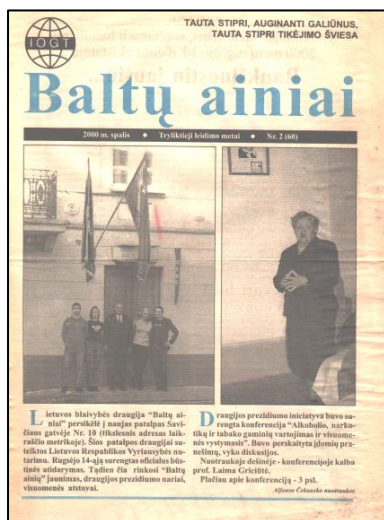 TAUTA STIPRI, AUGINANTI GALIŪNUS,
TAUTA STIPRI TIKĖJIMO ŠVIESA
IOGT
Baltų ainiai
2000 m. spalis ● Tryliktieji leidimo metai ● Nr. 2 (60)
Lietuvos blaivybės draugija "Baltų ai-
niai" persikėlė į naujas patalpas Savi-
čiaus gatvėje Nr. 10 (tikslesnis adresas laik-
raščio metrikoje). Šios patalpos draugijai su-
teiktos Lietuvos Respublikos Vyriausybės nu-
tarimu. Rugsėjo 14-ąją surengtas oficialus būs-
tinės atidarymas. Tądien čia rinkosi "Baltų
ainių" jaunimas, draugijos prezidiumo nariai,
visuomenės atstovai.
Draugijos prezidiumo iniciatyva buvo su-
rengta konferencija "Alkoholio, narko-
tikų ir tabako gaminių vartojimas ir visuome-
nės vystymasis". Buvo perskaityta įdomių pra-
nešimų, vyko diskusijos.
Nuotraukoje dešinėje - konferencijoje kalba
prof. Laima Griciūtė.
Plačiau apie konferenciją - 3 psl.
Alfonso Čekausko nuotraukos